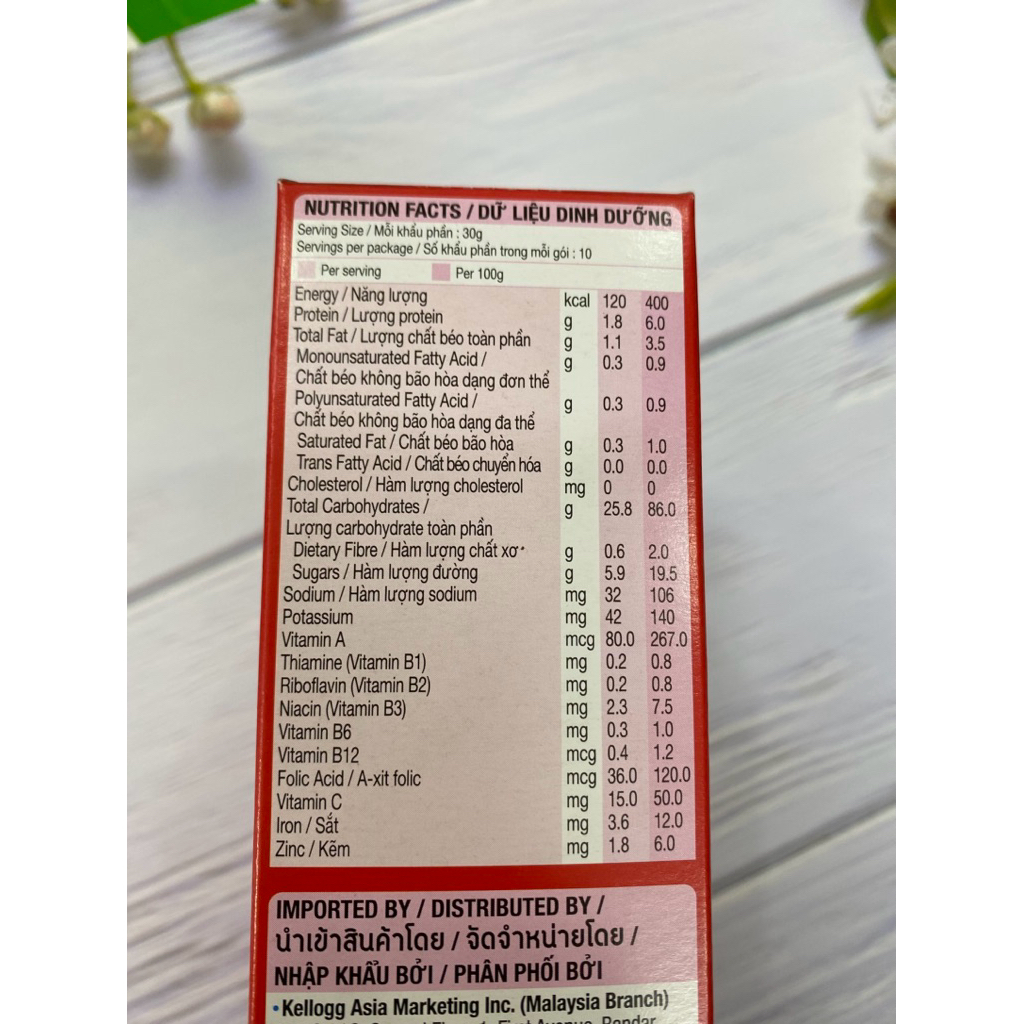 NUTRITION FACTS / DỮ LIỆU DINH DƯỠNG
Serving Size / Mỗi khẩu phần : 30g
Servings per package / Số khẩu phần trong mỗi gói : 10
Per serving Per 100g
Energy / Năng lượng kcal 120 400
Protein / Lượng protein g 1.8 6.0
Total Fat / Lượng chất béo toàn phần g 1.1 3.5
Monounsaturated Fatty Acid / g 0.3 0.9
Chất béo không bão hòa dạng đơn thể
Polyunsaturated Fatty Acid / g 0.3 0.9
Chất béo không bão hòa dạng đa thể
Saturated Fat / Chất béo bão hòa g 0.3 1.0
Trans Fatty Acid / Chất béo chuyển hóa g 0.0 0.0
Cholesterol / Hàm lượng cholesterol mg 0 0
Total Carbohydrates / g 25.8 86.0
Lượng carbohydrate toàn phần
Dietary Fibre / Hàm lượng chất xơ* g 0.6 2.0
Sugars / Hàm lượng đường g 5.9 19.5
Sodium / Hàm lượng sodium mg 32 106
Potassium mg 42 140
Vitamin A mcg 80.0 267.0
Thiamine (Vitamin B1) mg 0.2 0.8
Riboflavin (Vitamin B2) mg 0.2 0.8
Niacin (Vitamin B3) mg 2.3 7.5
Vitamin B6 mg 0.3 1.0
Vitamin B12 mcg 0.4 1.2
Folic Acid / A-xit folic mcg 36.0 120.0
Vitamin C mg 15.0 50.0
Iron / Sắt mg 3.6 12.0
Zinc / Kẽm mg 1.8 6.0
IMPORTED BY / DISTRIBUTED BY /
นำเข้าสินค้าโดย / จัดจำหน่ายโดย /
NHẬP KHẨU BỞI / PHÂN PHỐI BỞI
• Kellogg Asia Marketing Inc. (Malaysia Branch)
First Avenue, Bandar